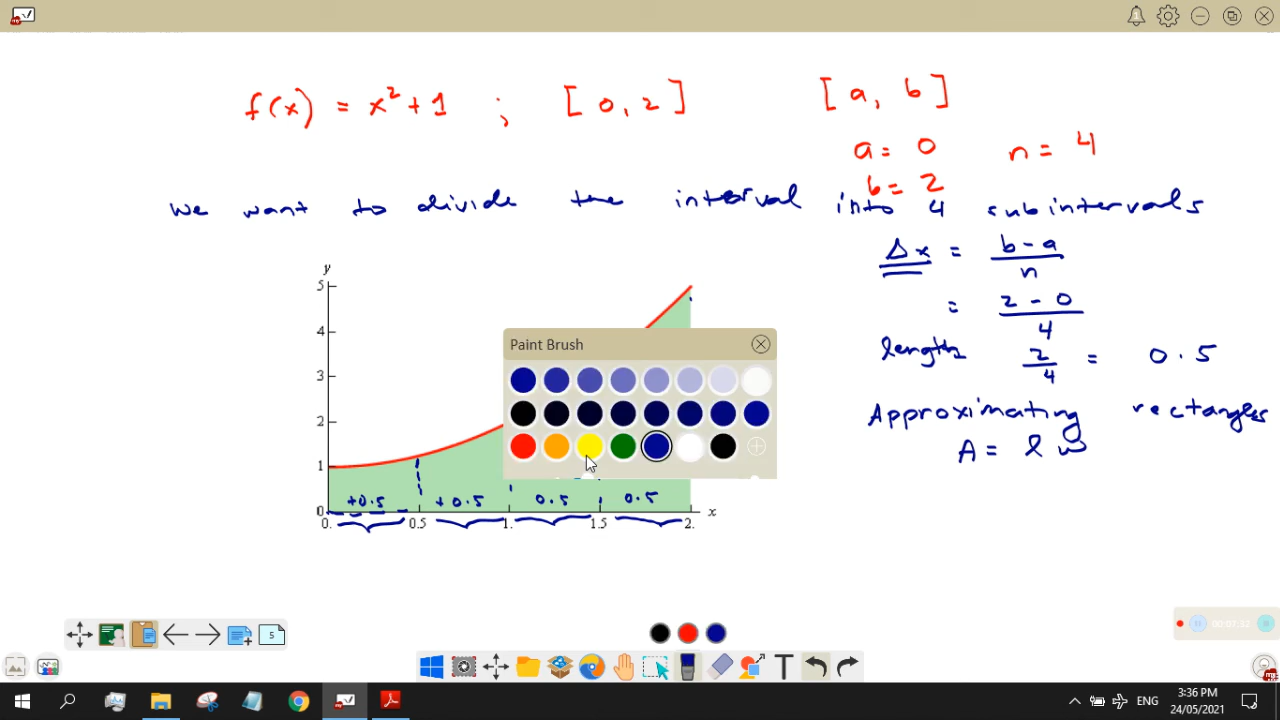 f(x) = x² + 1 ; [0, 2] [a, b]
a = 0 n = 4
b = 2
We want to divide the interval into 4 subintervals
Δx = b - a / n
= 2 - 0 / 4
length 2/4 = 0.5
Approximating rectangles
A = l w
y
5
4
3
2
1
0
+0.5 +0.5 0.5 0.5
0. 0.5 1. 1.5 2. x
Paint Brush
5
T
ENG
3:36 PM
24/05/2021